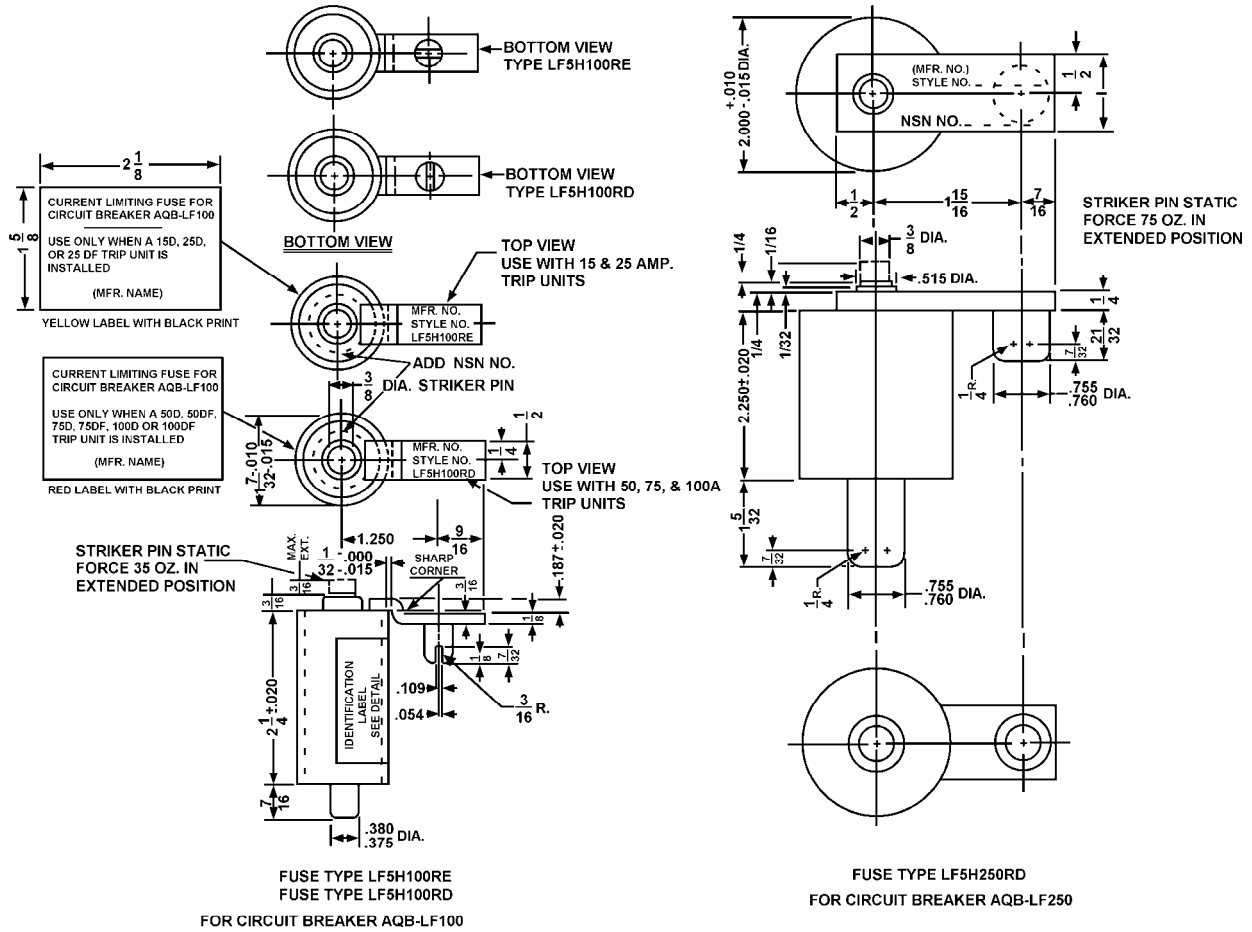 BOTTOM VIEW
TYPE LF5H100RE
BOTTOM VIEW
TYPE LF5H100RD
BOTTOM VIEW
2 1/8
1 5/8
CURRENT LIMITING FUSE FOR
CIRCUIT BREAKER AQB-LF100
USE ONLY WHEN A 15D, 25D,
OR 25 DF TRIP UNIT IS
INSTALLED
(MFR. NAME)
YELLOW LABEL WITH BLACK PRINT
TOP VIEW
USE WITH 15 & 25 AMP.
TRIP UNITS
MFR. NO.
STYLE NO.
LF5H100RE
ADD NSN NO.
3/8 DIA. STRIKER PIN
CURRENT LIMITING FUSE FOR
CIRCUIT BREAKER AQB-LF100
USE ONLY WHEN A 50D, 50DF,
75D, 75DF, 100D OR 100DF
TRIP UNIT IS INSTALLED
(MFR. NAME)
RED LABEL WITH BLACK PRINT
1 7/32 -.010 -.015
MFR. NO.
STYLE NO.
LF5H100RD
1/4
1/2
TOP VIEW
USE WITH 50, 75, & 100A
TRIP UNITS
STRIKER PIN STATIC
FORCE 35 OZ. IN
EXTENDED POSITION
MAX.
EXT.
3/16
3/16
1.250
9/16
1/32 -.000 -.015
SHARP
CORNER
3/16
.187±.020
1/8
1/8
7/32
.109
.054
3/16 R.
2 1/4 ±.020
IDENTIFICATION
LABEL
SEE DETAIL
7/16
.380
.375 DIA.
FUSE TYPE LF5H100RE
FUSE TYPE LF5H100RD
FOR CIRCUIT BREAKER AQB-LF100
2.000 +.010 -.015 DIA.
(MFR. NO.)
STYLE NO.
NSN NO.
1/2
1
1/2
1 15/16
7/16
STRIKER PIN STATIC
FORCE 75 OZ. IN
EXTENDED POSITION
3/8 DIA.
.515 DIA.
1/4
1/16
1/4
1/32
1/4
21/32
7/32
1/4 R.
.755
.760 DIA.
2.250±.020
1 5/32
7/32
1/4 R.
.755
.760 DIA.
FUSE TYPE LF5H250RD
FOR CIRCUIT BREAKER AQB-LF250